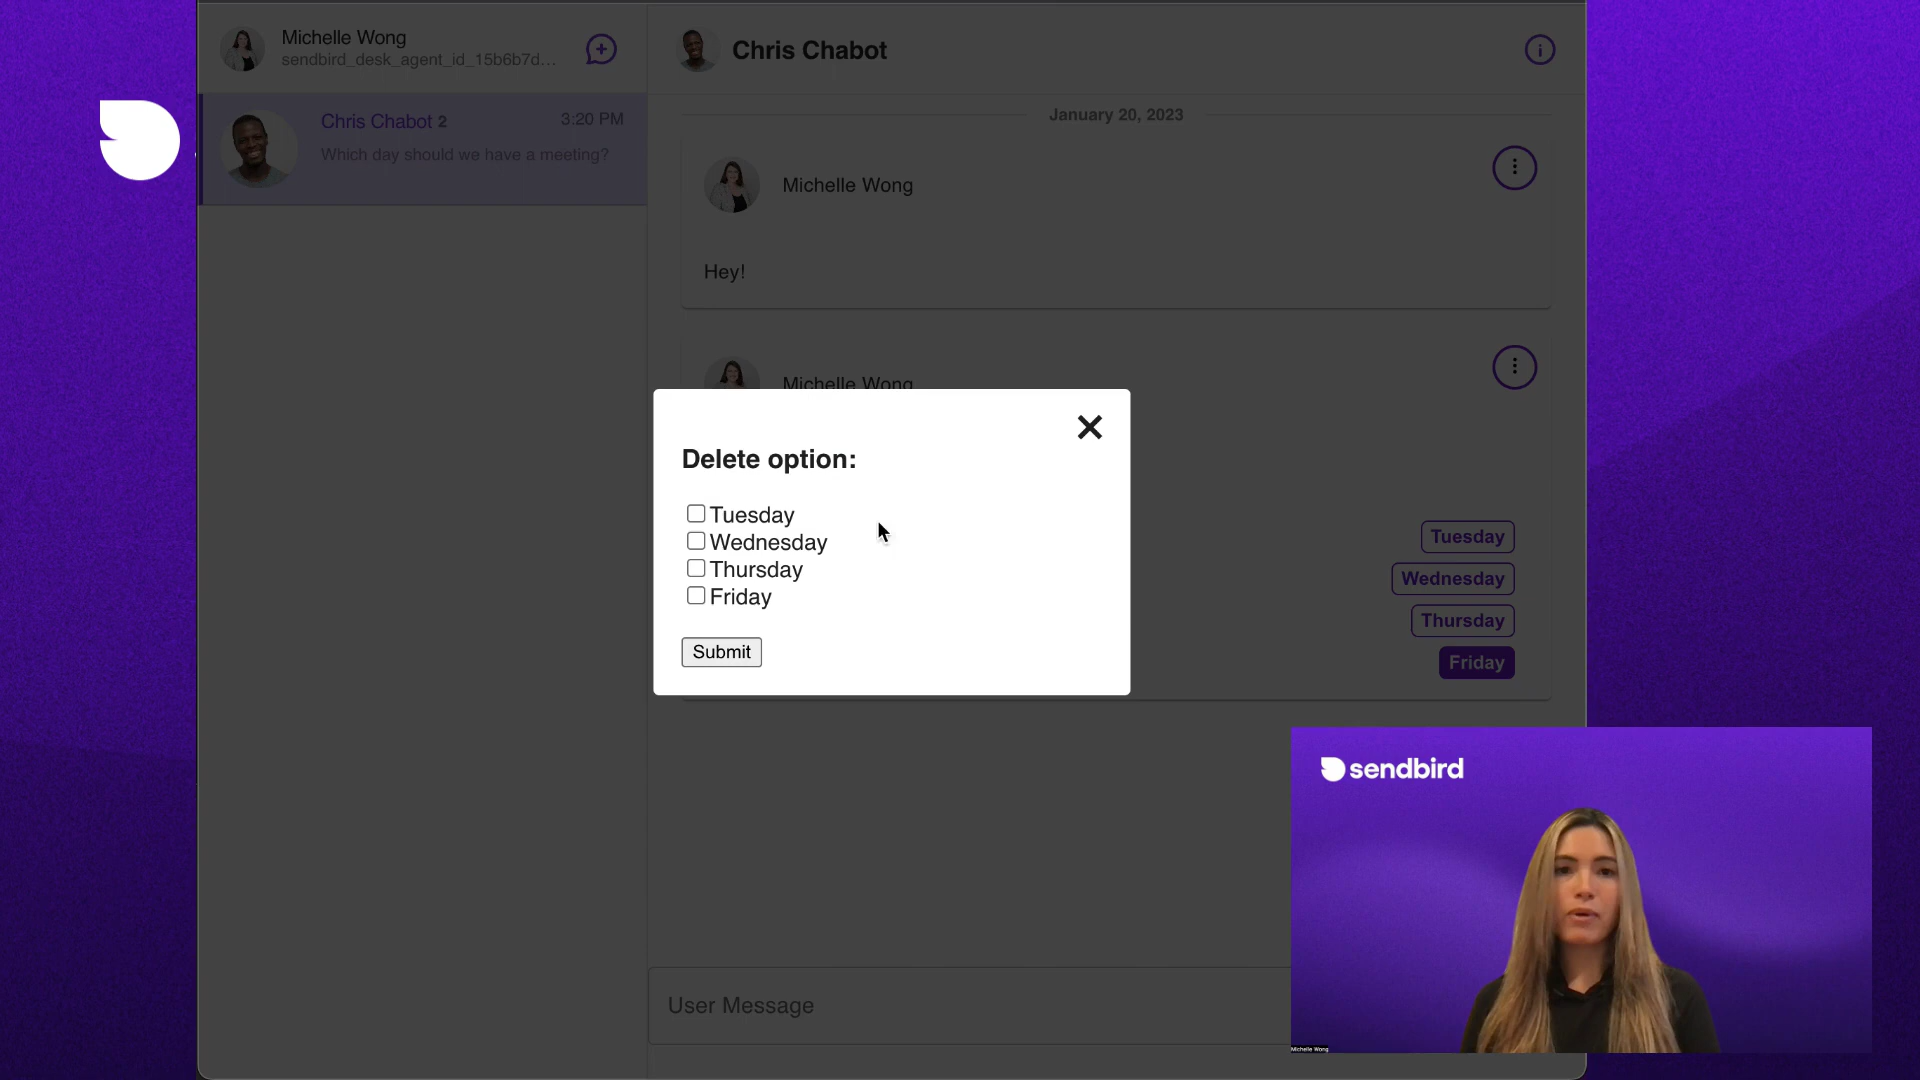 Michelle Wong
sendbird_desk_agent_id_15b6b7d...
Chris Chabot 2
3:20 PM
Which day should we have a meeting?
Chris Chabot
January 20, 2023
Michelle Wong
Hey!
Michelle Wong
Delete option:
Tuesday
Wednesday
Thursday
Friday
Submit
Tuesday
Wednesday
Thursday
Friday
User Message
sendbird
Michelle Wong